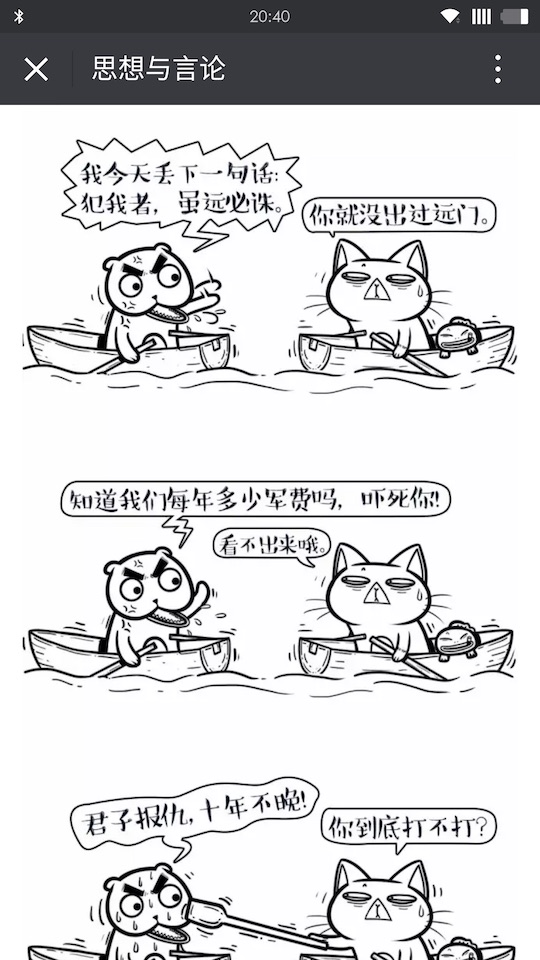 20:40
思想与言论
我今天丢下一句话:
犯我者，虽远必诛。
你就没出过远门。
知道我们每年多少军费吗，吓死你!
看不出来哦。
君子报仇,十年不晚!
你到底打不打?